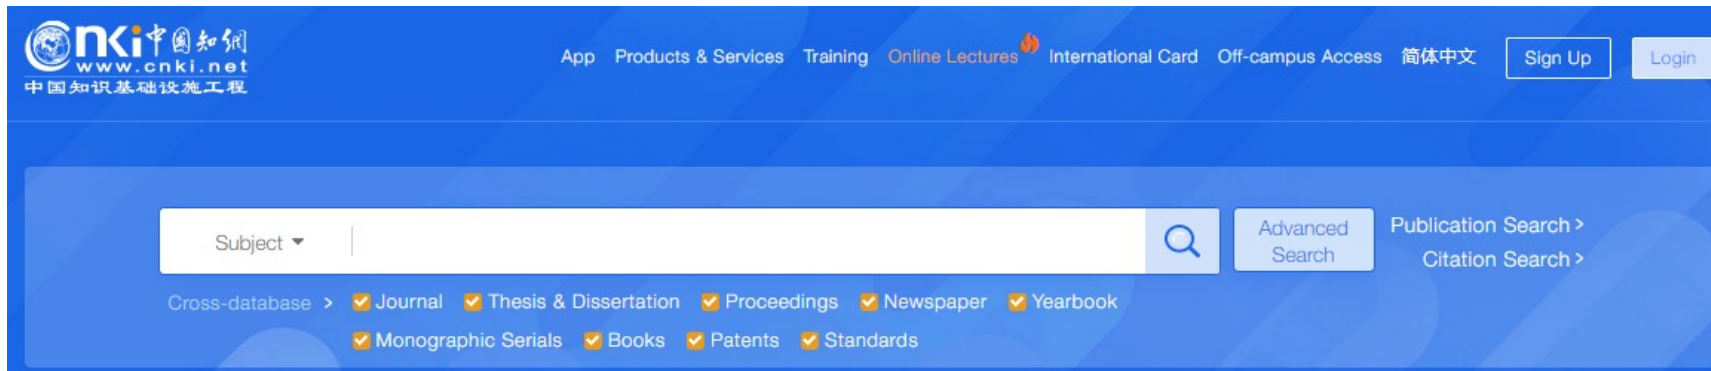 cnki中国知网
www.cnki.net
中国知识基础设施工程
App Products & Services Training Online Lectures International Card Off-campus Access 简体中文 Sign Up Login
Subject
Advanced Search
Publication Search >
Citation Search >
Cross-database > Journal Thesis & Dissertation Proceedings Newspaper Yearbook
Monographic Serials Books Patents Standards